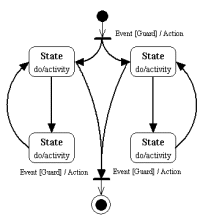 Event [Guard] / Action
State
do/activity
State
do/activity
State
do/activity
State
do/activity
Event [Guard] / Action
Event [Guard] / Action